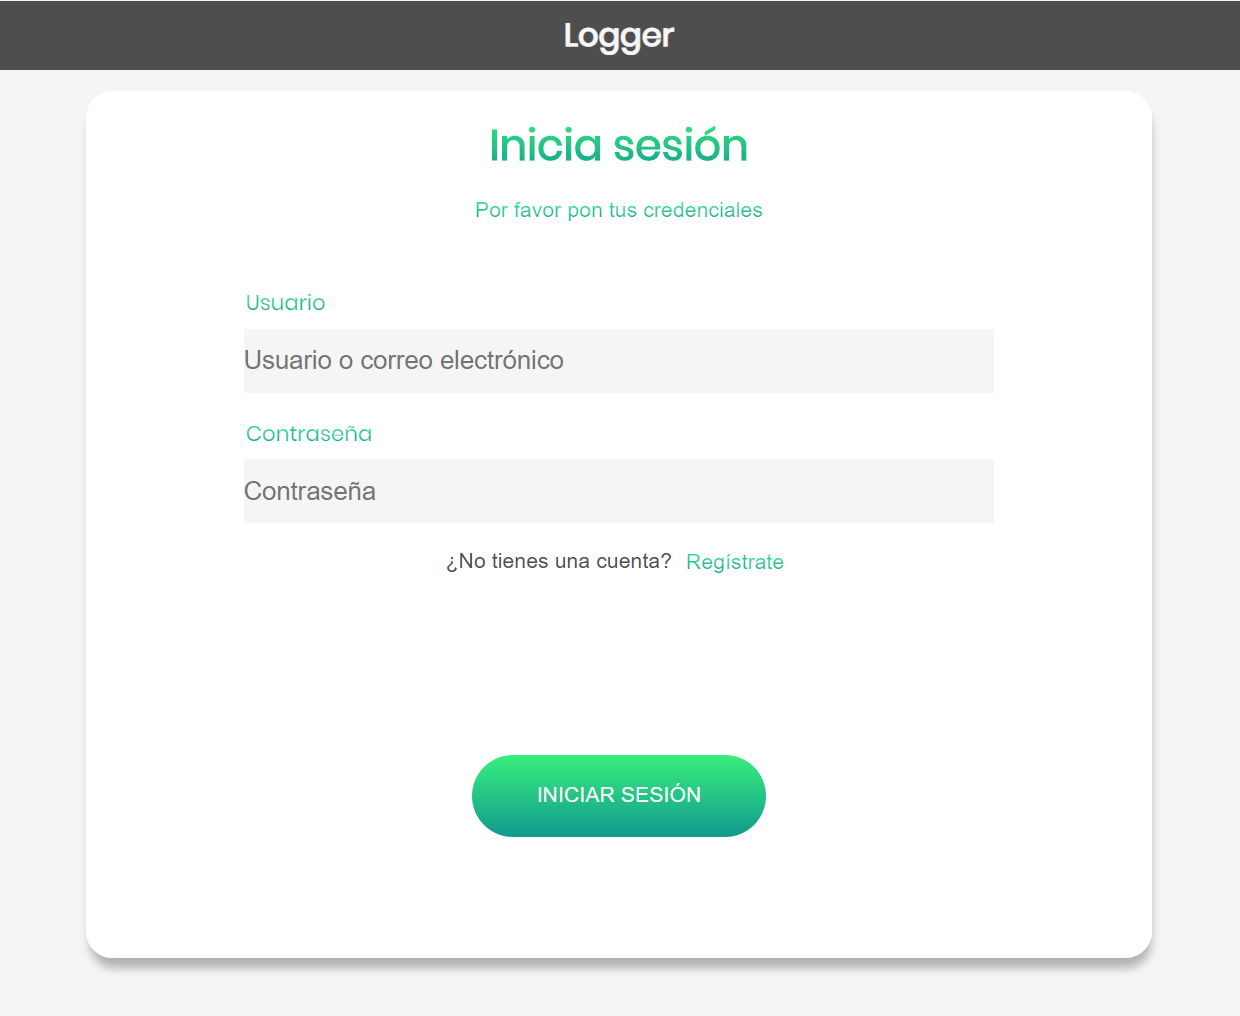 Logger
Inicia sesión
Por favor pon tus credenciales
Usuario
Usuario o correo electrónico
Contraseña
Contraseña
¿No tienes una cuenta? Regístrate
INICIAR SESIÓN